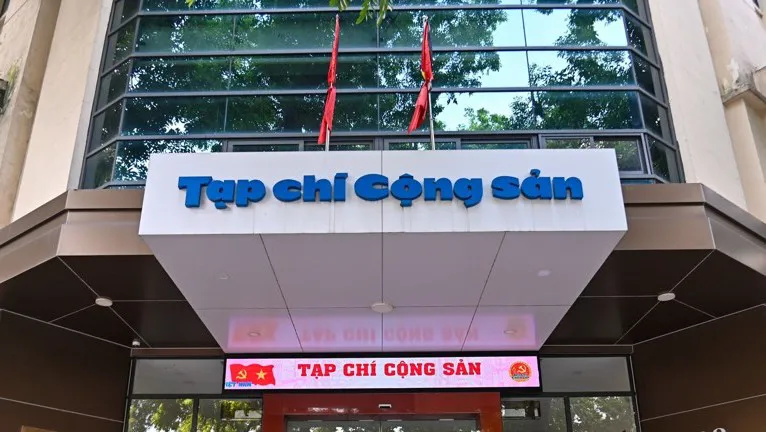 Tạp chí Cộng sản
TẠP CHÍ CỘNG SẢN